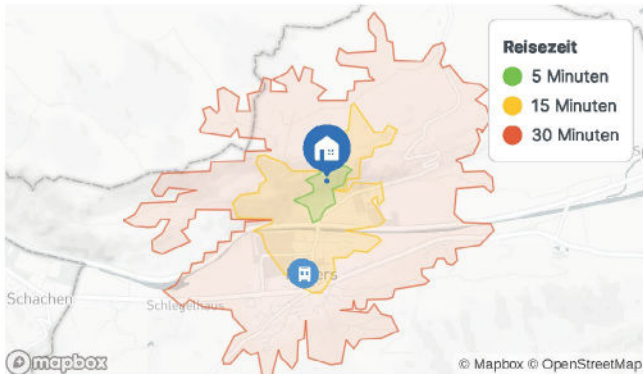 Reisezeit
5 Minuten
15 Minuten
30 Minuten
Schachen
Schlegelhaus
mapbox
© Mapbox © OpenStreetMap